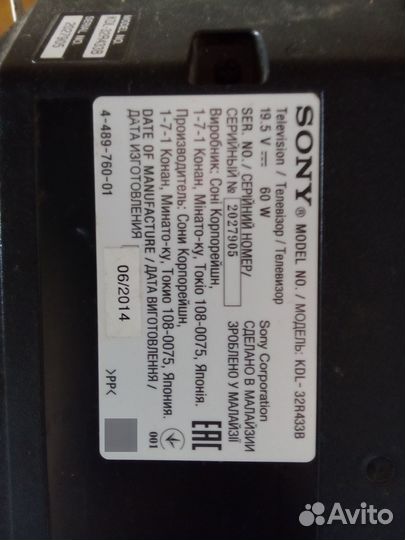 MODEL NO. KDL-32R433B
SERIAL NO. 2027905
SONY® MODEL NO. / МОДЕЛЬ: KDL- 32R433B
Television / Телевізор / Телевизор
19.5 V ⎓ 60 W
Sony Corporation
СДЕЛАНО В МАЛАЙЗИИ
ЗРОБЛЕНО У МАЛАЙЗІЇ
SER. NO./ СЕРІЙНИЙ НОМЕР/
СЕРИЙНЫЙ № 2027905
Виробник: Соні Корпорейшн,
1-7-1 Конан, Мінато-ку, Токіо 108-0075, Японія.
Производитель: Сони Корпорейшн,
1-7-1 Конан, Минато-ку, Токио 108-0075, Япония.
DATE OF MANUFACTURE / ДАТА ВИГОТОВЛЕННЯ /
ДАТА ИЗГОТОВЛЕНИЯ
06/2014
4-489-760-01
>PP<
001
EAC
Avito